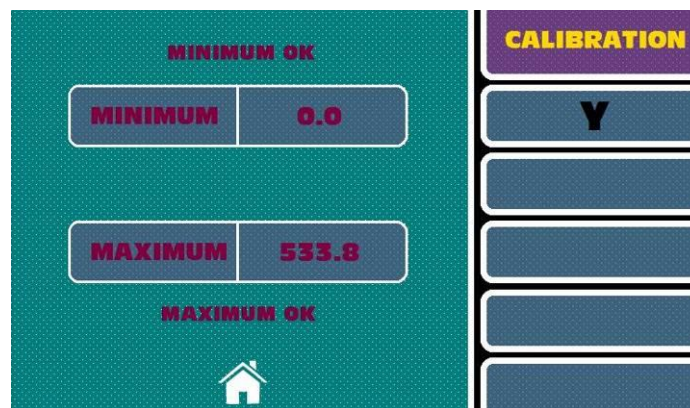 MINIMUM OK
MINIMUM 0.0
MAXIMUM 533.8
MAXIMUM OK
CALIBRATION
Y